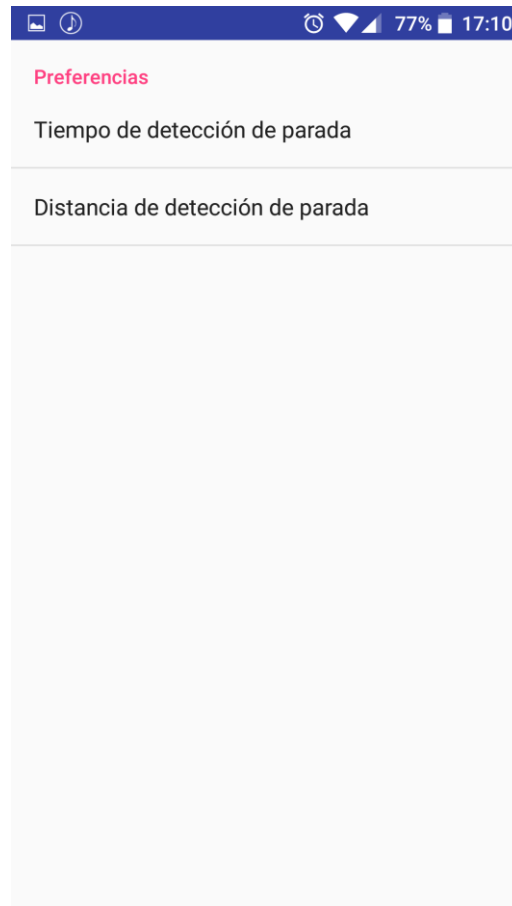 77% 17:10
Preferencias
Tiempo de detección de parada
Distancia de detección de parada